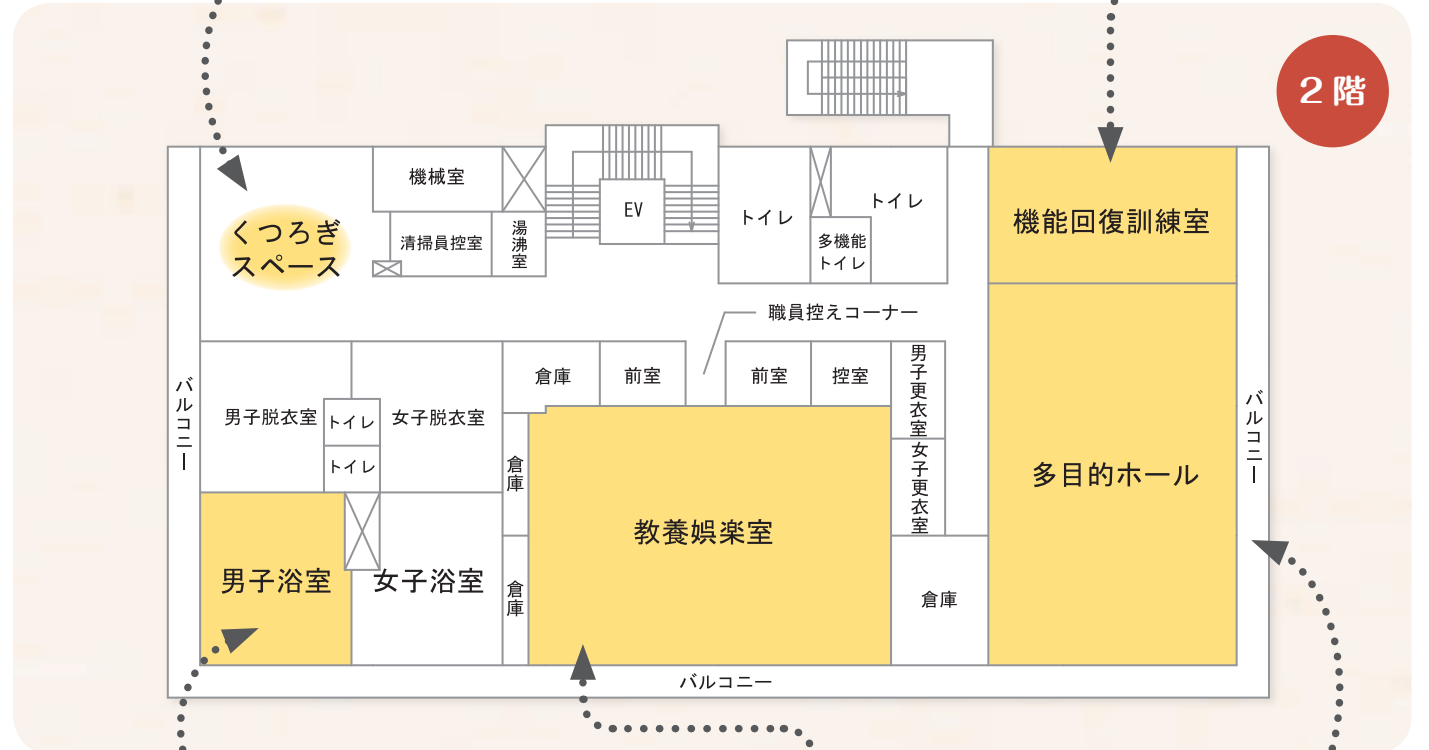 2階
機械室
EV
トイレ
トイレ
多機能
トイレ
清掃員控室
湯沸室
くつろぎ
スペース
機能回復訓練室
職員控えコーナー
倉庫
前室
前室
控室
男子更衣室
バルコニー
男子脱衣室
トイレ
女子脱衣室
トイレ
倉庫
女子更衣室
多目的ホール
バルコニー
教養娯楽室
男子浴室
女子浴室
倉庫
倉庫
バルコニー